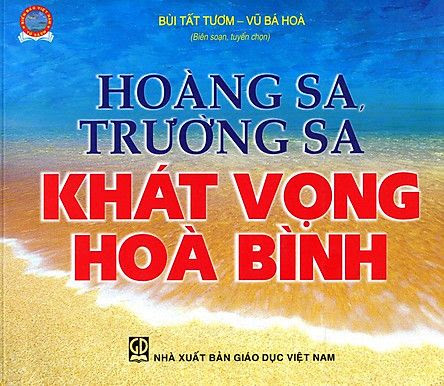 BÙI TẤT TƯƠM – VŨ BÁ HOÀ
(Biên soạn, tuyển chọn)
HOÀNG SA,
TRƯỜNG SA
KHÁT VỌNG
HOÀ BÌNH
NHÀ XUẤT BẢN GIÁO DỤC VIỆT NAM